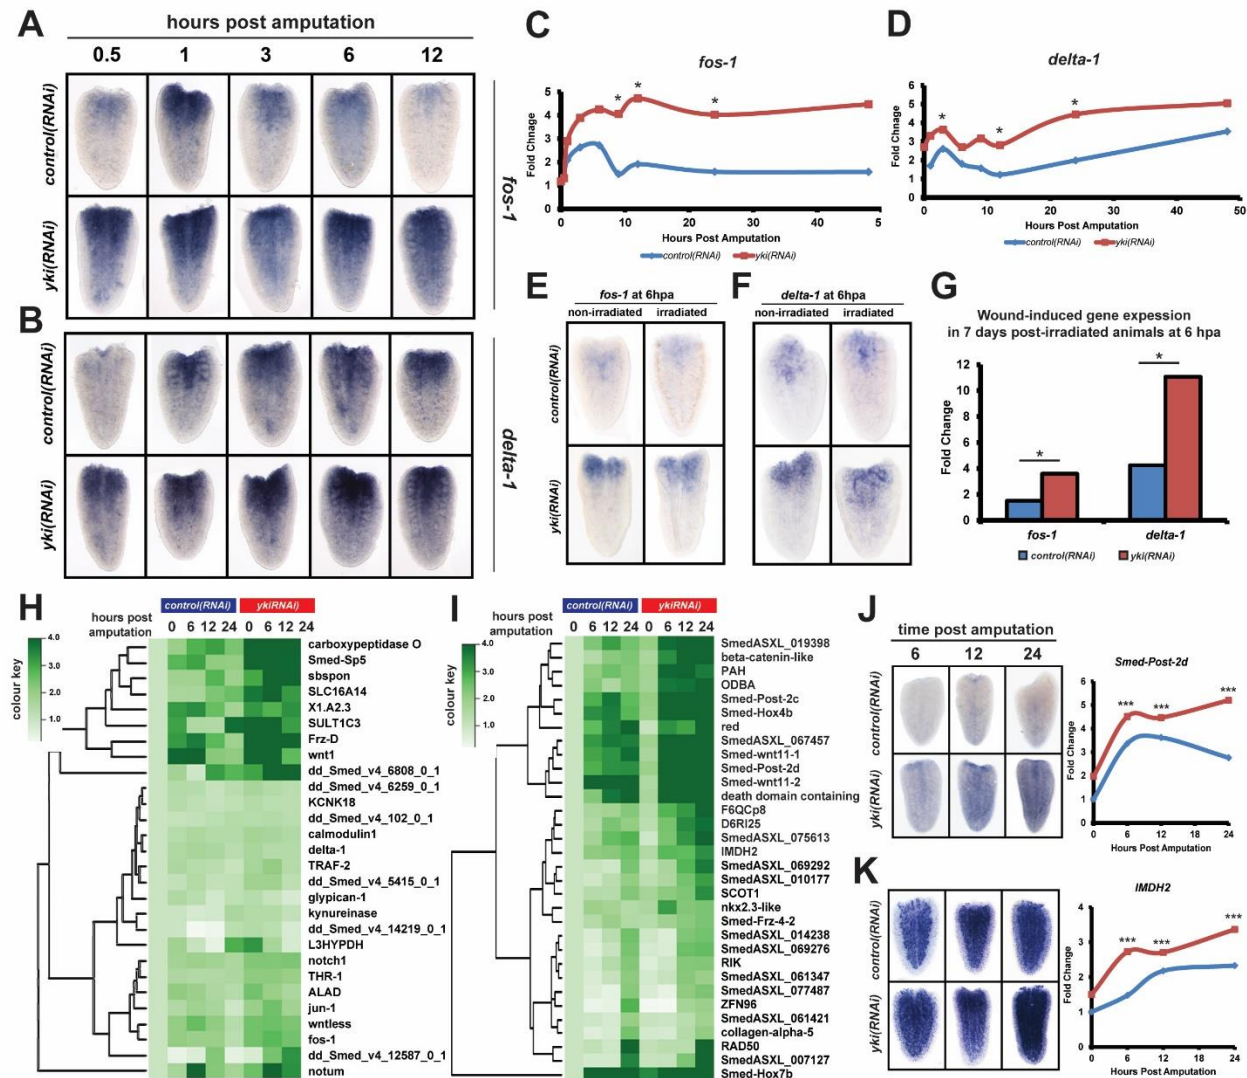 A
hours post amputation
0.5 1 3 6 12
control(RNAi)
yki(RNAi)
fos-1
B
control(RNAi)
yki(RNAi)
delta-1
C
fos-1
Fold Chnage
5
4
3
2
1
0
0 10 20 30 40 5
* * *
Hours Post Amputation
control(RNAi) yki(RNAi)
D
delta-1
Fold Change
6
5
4
3
2
1
0
0 10 20 30 40 50
* * *
Hours Post Amputation
control(RNAi) yki(RNAi)
E
fos-1 at 6hpa
non-irradiated irradiated
control(RNAi)
yki(RNAi)
F
delta-1 at 6hpa
non-irradiated irradiated
G
Wound-induced gene expession
in 7 days post-irradiated animals at 6 hpa
Fold Change
12
10
8
6
4
2
0
* *
fos-1 delta-1
control(RNAi) yki(RNAi)
H
colour key
4.0
3.0
2.0
1.0
hours post
amputation
control(RNAi) ykiRNAi)
0 6 12 24 0 6 12 24
carboxypeptidase O
Smed-Sp5
sbspon
SLC16A14
X1.A2.3
SULT1C3
Frz-D
wnt1
dd_Smed_v4_6808_0_1
dd_Smed_v4_6259_0_1
KCNK18
dd_Smed_v4_102_0_1
calmodulin1
delta-1
TRAF-2
dd_Smed_v4_5415_0_1
glypican-1
kynureinase
dd_Smed_v4_14219_0_1
L3HYPDH
notch1
THR-1
ALAD
jun-1
wntless
fos-1
dd_Smed_v4_12587_0_1
notum
I
colour key
4.0
3.0
2.0
1.0
hours post
amputation
control(RNAi) ykiRNAi)
0 6 12 24 0 6 12 24
SmedASXL_019398
beta-catenin-like
PAH
ODBA
Smed-Post-2c
Smed-Hox4b
red
SmedASXL_067457
Smed-wnt11-1
Smed-Post-2d
Smed-wnt11-2
death domain containing
F6QCp8
D6RI25
SmedASXL_075613
IMDH2
SmedASXL_069292
SmedASXL_010177
SCOT1
nkx2.3-like
Smed-Frz-4-2
SmedASXL_014238
SmedASXL_069276
RIK
SmedASXL_061347
SmedASXL_077487
ZFN96
SmedASXL_061421
collagen-alpha-5
RAD50
SmedASXL_007127
Smed-Hox7b
J
time post amputation
6 12 24
control(RNAi)
yki(RNAi)
Smed-Post-2d
Fold Change
6
5
4
3
2
1
0
0 6 12 24
*** *** ***
Hours Post Amputation
K
control(RNAi)
yki(RNAi)
IMDH2
Fold Change
4
3
2
1
0
0 6 12 24
*** *** ***
Hours Post Amputation